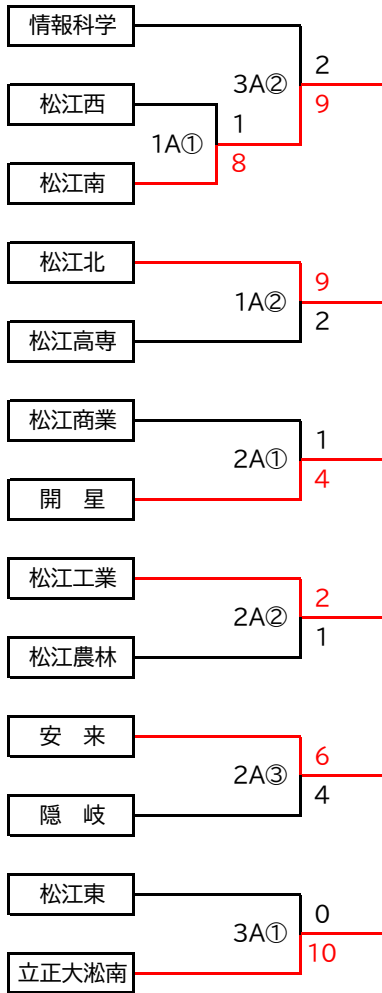 情報科学
2
3A②
9
松江西
1
1A①
8
松江南
松江北
9
1A②
2
松江高専
松江商業
1
2A①
4
開　星
松江工業
2
2A②
1
松江農林
安　来
6
2A③
4
隠　岐
松江東
0
3A①
10
立正大淞南